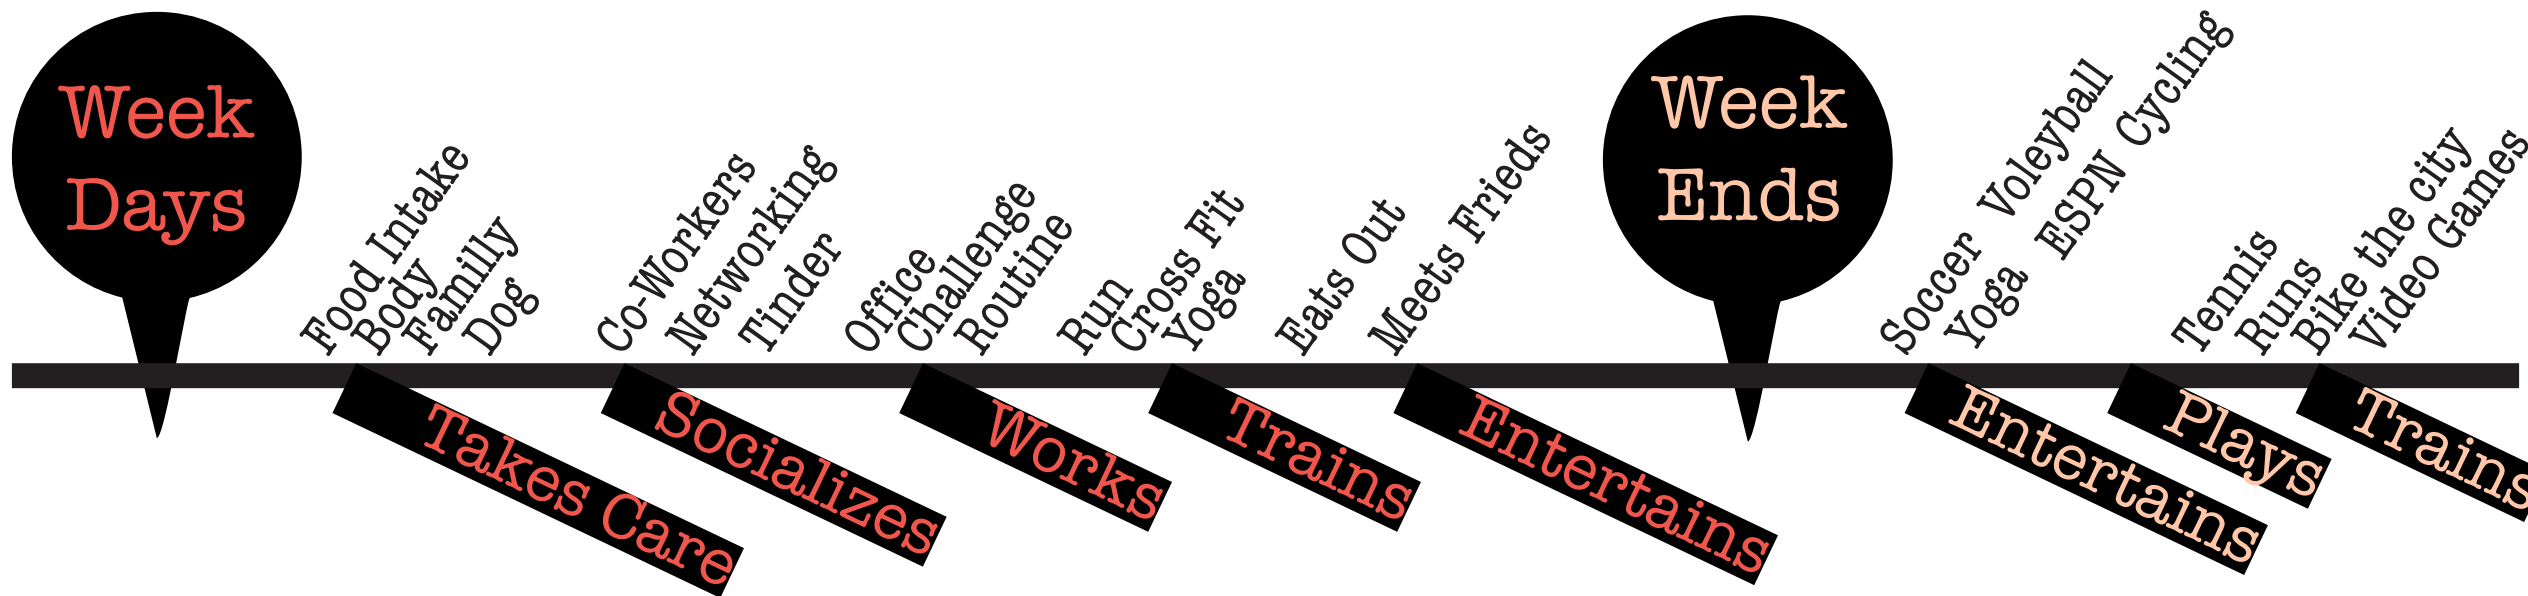 Week
Days
Food Intake
Body
Familly
Dog
Takes Care
Co-Workers
Networking
Tinder
Socializes
Office
Challenge
Routine
Works
Run
Cross Fit
Yoga
Trains
Eats Out
Meets Frieds
Entertains
Week
Ends
Soccer Voleyball
Yoga ESPN Cycling
Entertains
Tennis
Runs
Bike the city
Video Games
Plays
Trains